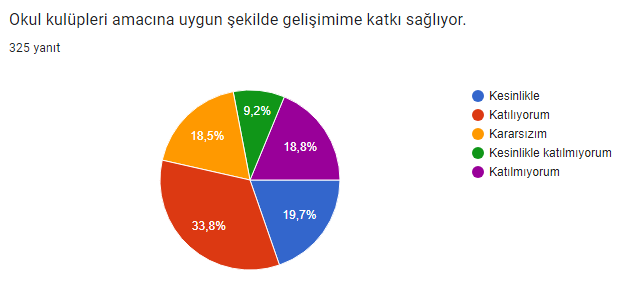 Okul kulüpleri amacına uygun şekilde gelişimime katkı sağlıyor.
325 yanıt
Kesinlikle
Katılıyorum
Kararsızım
Kesinlikle katılmıyorum
Katılmıyorum
9,2%
18,5%
18,8%
33,8%
19,7%